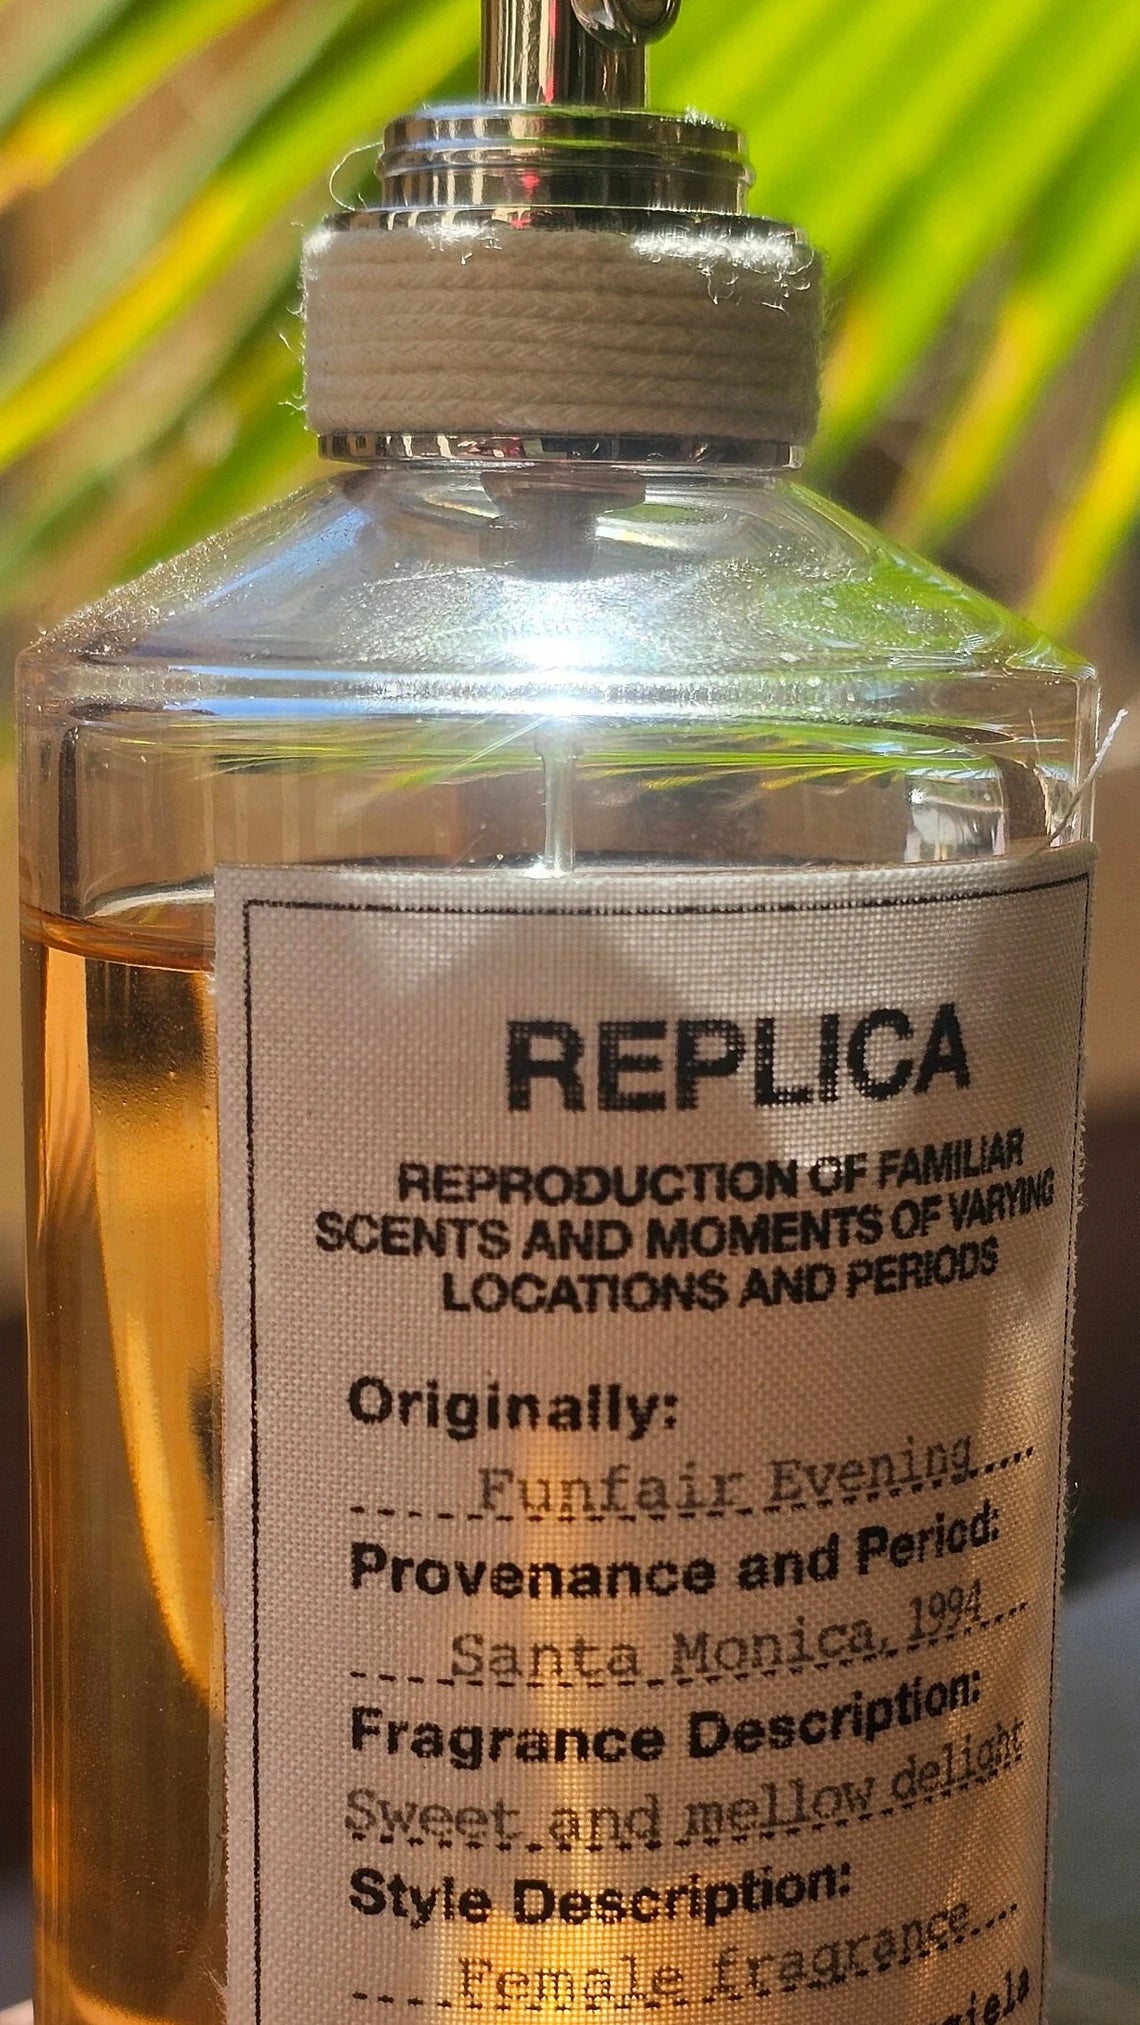 REPLICA
REPRODUCTION OF FAMILIAR
SCENTS AND MOMENTS OF VARYING
LOCATIONS AND PERIODS
Originally:
Funfair Evening
Provenance and Period:
Santa Monica, 1994
Fragrance Description:
Sweet and mellow delight
Style Description:
Female fragrance